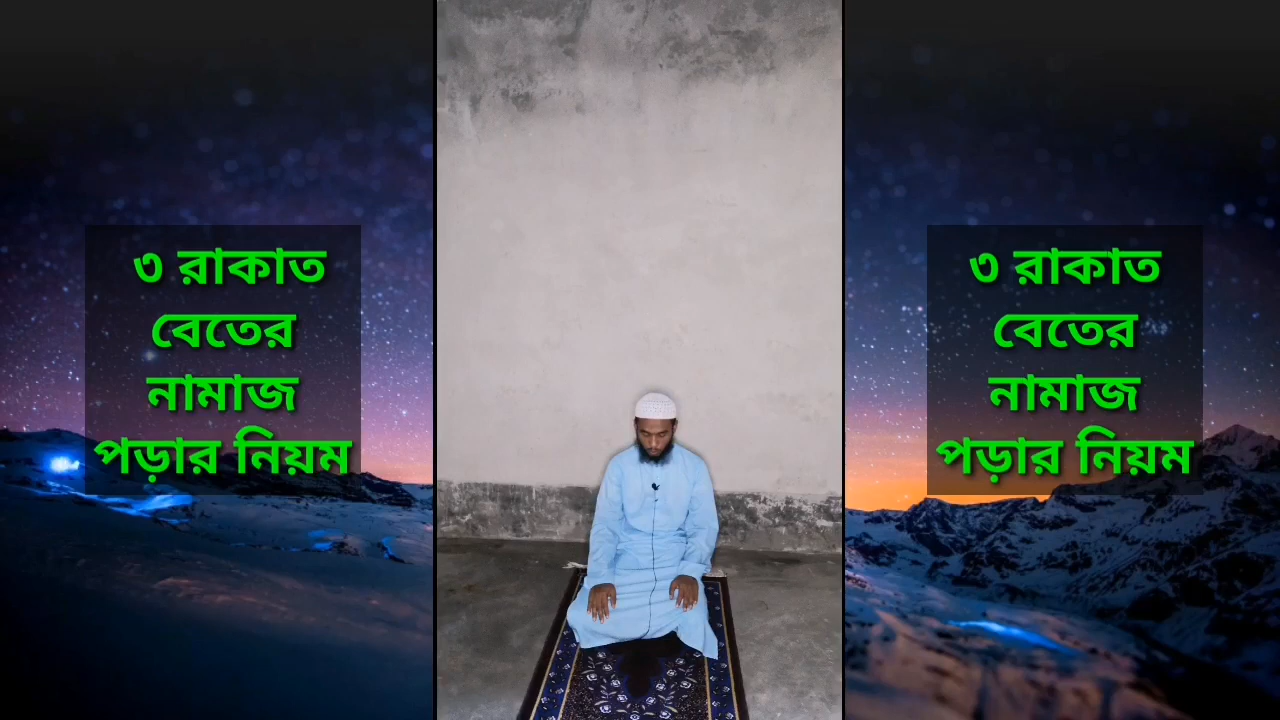 ৩ রাকাত
বেতের
নামাজ
পড়ার নিয়ম
৩ রাকাত
বেতের
নামাজ
পড়ার নিয়ম